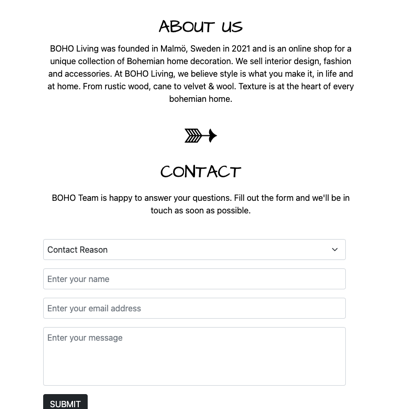 ABOUT US
BOHO Living was founded in Malmö, Sweden in 2021 and is an online shop for a
unique collection of Bohemian home decoration. We sell interior design, fashion
and accessories. At BOHO Living, we believe style is what you make it, in life and
at home. From rustic wood, cane to velvet & wool. Texture is at the heart of every
bohemian home.
CONTACT
BOHO Team is happy to answer your questions. Fill out the form and we'll be in
touch as soon as possible.
Contact Reason
Enter your name
Enter your email address
Enter your message
SUBMIT